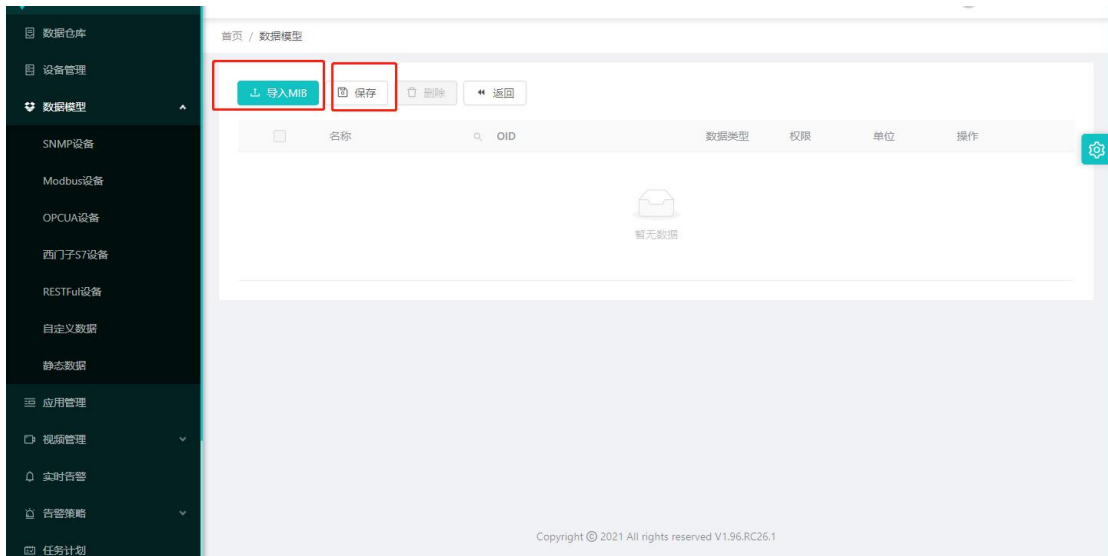 数据仓库
设备管理
数据模型
SNMP设备
Modbus设备
OPCUA设备
西门子S7设备
RESTFul设备
自定义数据
静态数据
应用管理
视频管理
实时告警
告警策略
任务计划
首页 / 数据模型
导入MIB 保存 删除 返回
名称 OID 数据类型 权限 单位 操作
暂无数据
Copyright © 2021 All rights reserved V1.96.RC26.1